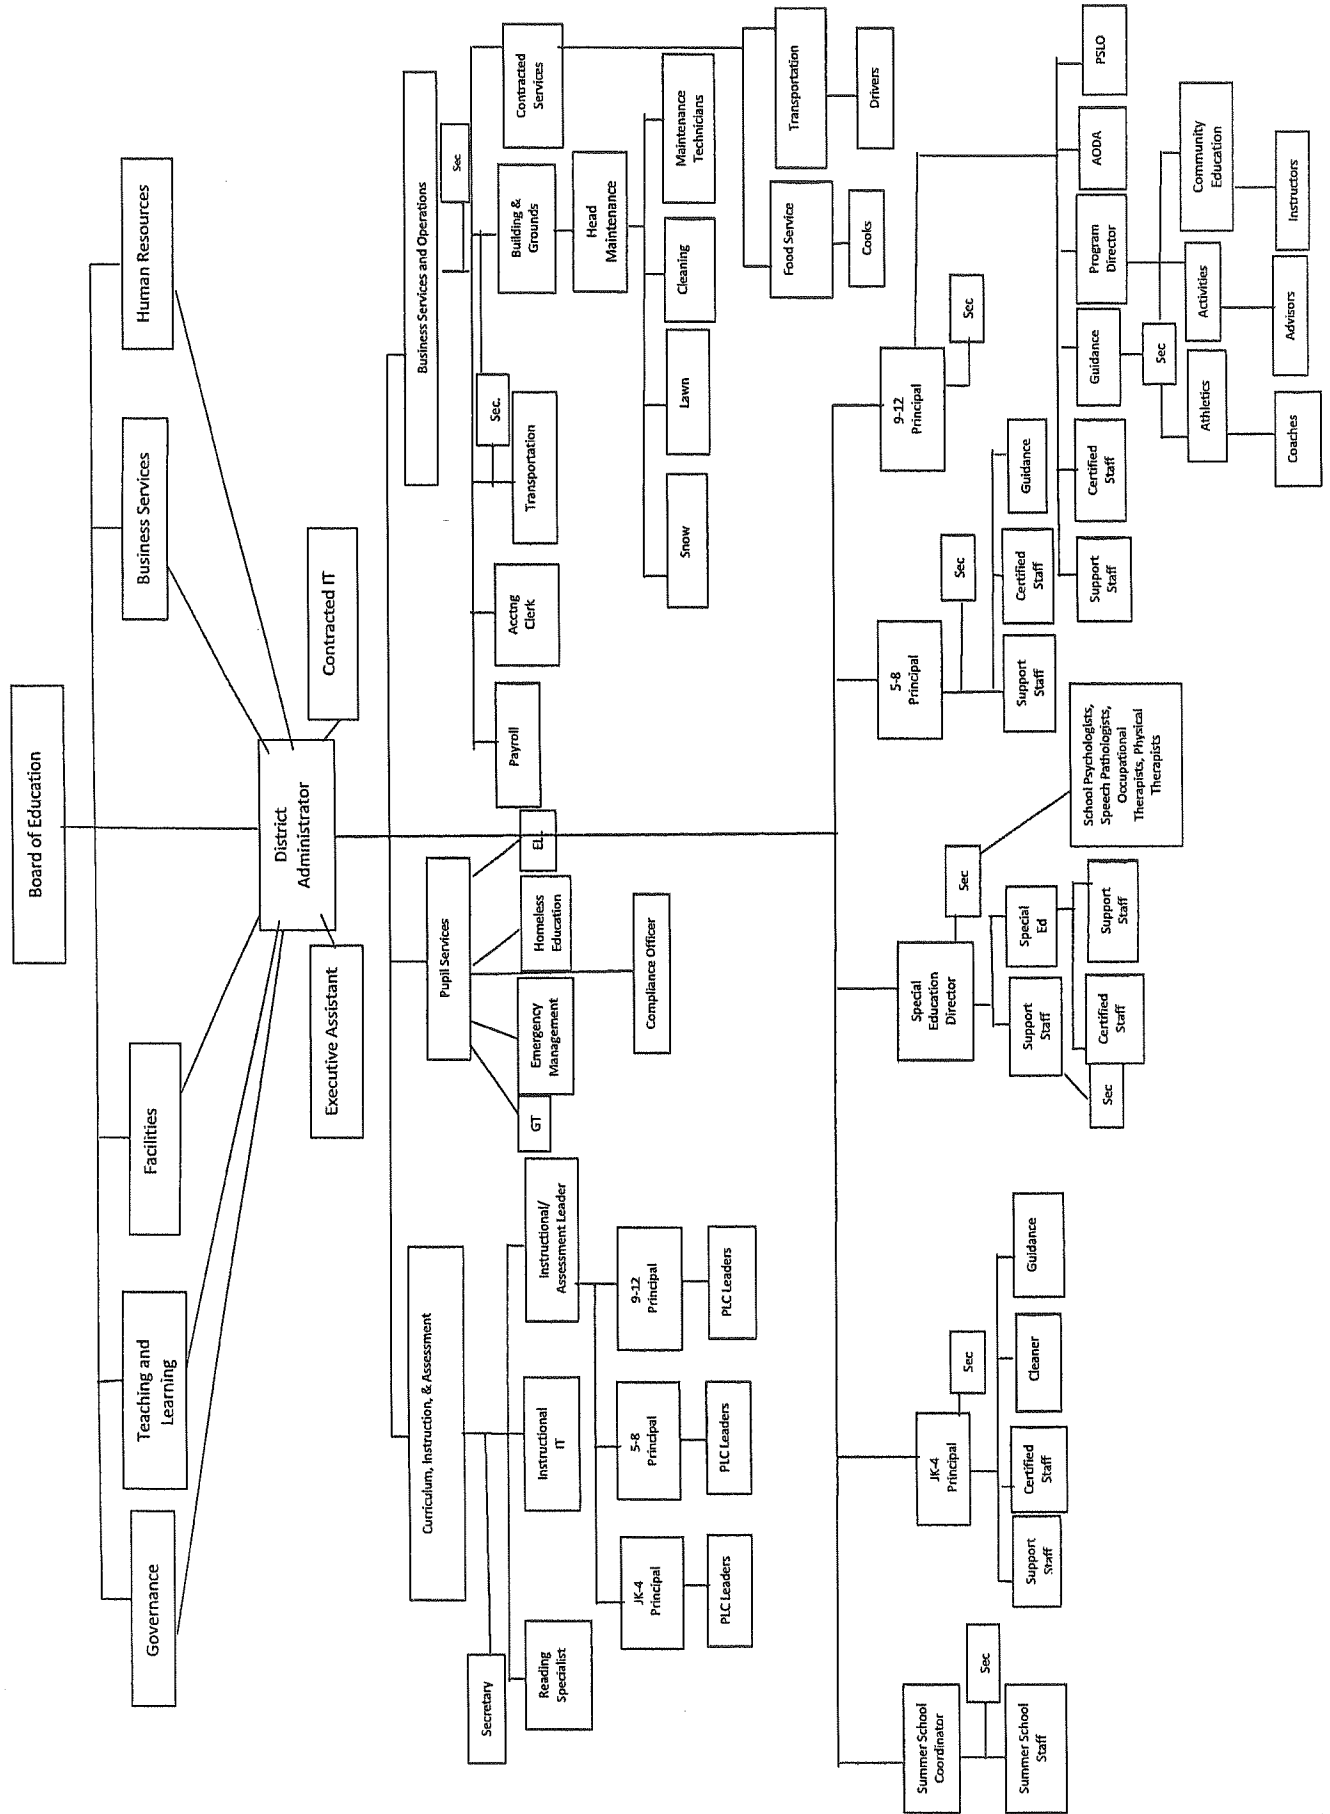 Board of Education
Governance
Teaching and
Learning
Facilities
Business Services
Human Resources
District
Administrator
Executive Assistant
Contracted IT
Curriculum, Instruction, & Assessment
Pupil Services
Business Services and Operations
Secretary
Sec
Reading
Specialist
Instructional
IT
Instructional/
Assessment Leader
GT
Emergency
Management
Homeless
Education
EL
Payroll
Acctng
Clerk
Sec.
Transportation
Building &
Grounds
Contracted
Services
JK-4
Principal
5-8
Principal
9-12
Principal
Compliance Officer
Head
Maintenance
PLC Leaders
PLC Leaders
PLC Leaders
Snow
Lawn
Cleaning
Maintenance
Technicians
Food Service
Transportation
Cooks
Drivers
Summer School
Coordinator
Sec
Summer School
Staff
JK-4
Principal
Sec
Support
Staff
Certified
Staff
Cleaner
Guidance
Special
Education
Director
Sec
Support
Staff
Special
Ed
Sec
Certified
Staff
Support
Staff
School Psychologists,
Speech Pathologists,
Occupational
Therapists, Physical
Therapists
5-8
Principal
Sec
Support
Staff
Certified
Staff
Guidance
9-12
Principal
Sec
Support
Staff
Certified
Staff
Guidance
Program
Director
AODA
PSLO
Sec
Athletics
Activities
Community
Education
Coaches
Advisors
Instructors